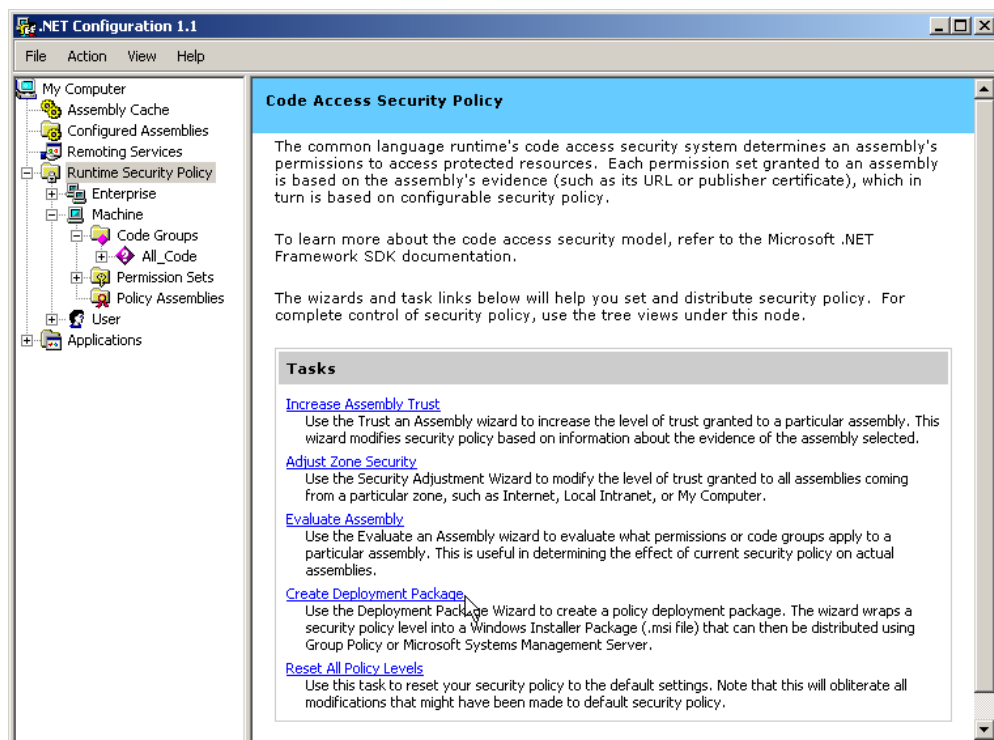 .NET Configuration 1.1
File Action View Help
My Computer
Assembly Cache
Configured Assemblies
Remoting Services
Runtime Security Policy
Enterprise
Machine
Code Groups
All_Code
Permission Sets
Policy Assemblies
User
Applications
Code Access Security Policy
The common language runtime's code access security system determines an assembly's
permissions to access protected resources. Each permission set granted to an assembly
is based on the assembly's evidence (such as its URL or publisher certificate), which in
turn is based on configurable security policy.
To learn more about the code access security model, refer to the Microsoft .NET
Framework SDK documentation.
The wizards and task links below will help you set and distribute security policy. For
complete control of security policy, use the tree views under this node.
Tasks
Increase Assembly Trust
Use the Trust an Assembly wizard to increase the level of trust granted to a particular assembly. This
wizard modifies security policy based on information about the evidence of the assembly selected.
Adjust Zone Security
Use the Security Adjustment Wizard to modify the level of trust granted to all assemblies coming
from a particular zone, such as Internet, Local Intranet, or My Computer.
Evaluate Assembly
Use the Evaluate an Assembly wizard to evaluate what permissions or code groups apply to a
particular assembly. This is useful in determining the effect of current security policy on actual
assemblies.
Create Deployment Package
Use the Deployment Package Wizard to create a policy deployment package. The wizard wraps a
security policy level into a Windows Installer Package (.msi file) that can then be distributed using
Group Policy or Microsoft Systems Management Server.
Reset All Policy Levels
Use this task to reset your security policy to the default settings. Note that this will obliterate all
modifications that might have been made to default security policy.